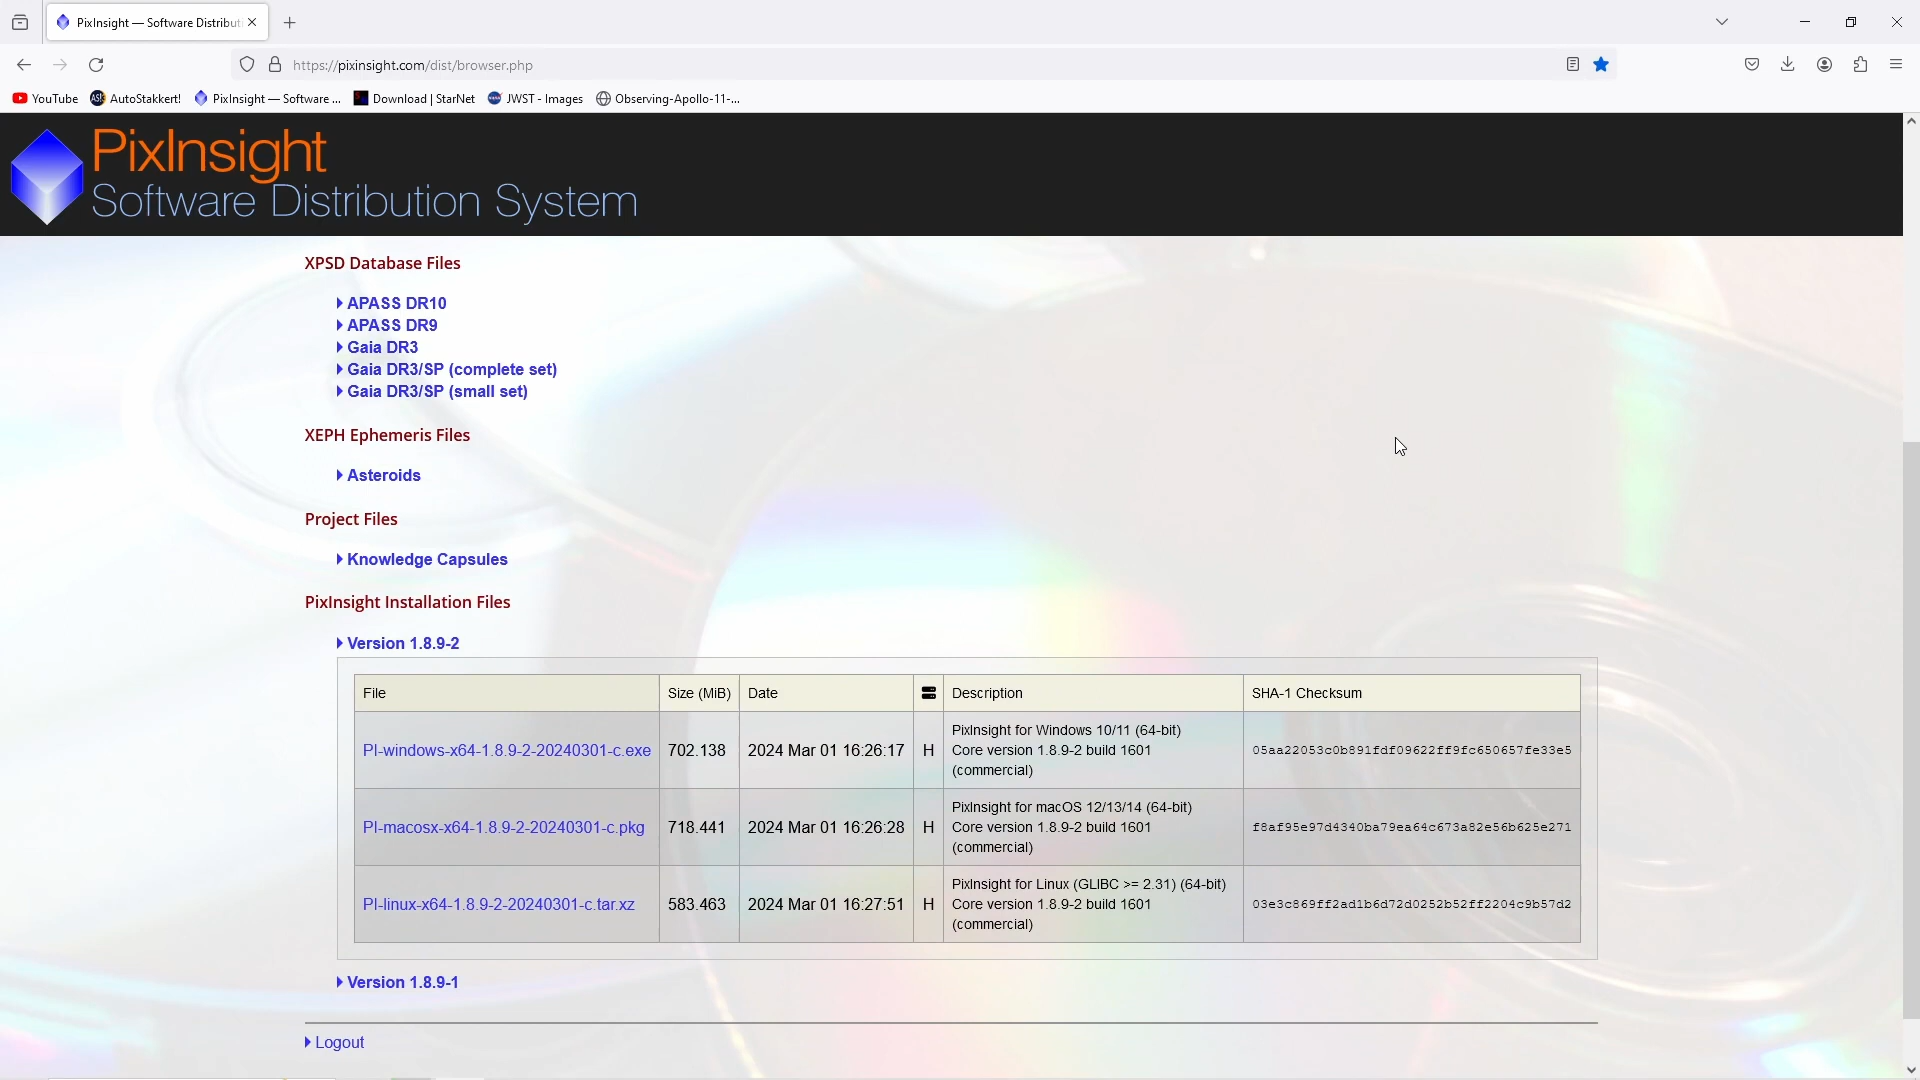 PixInsight — Software Distribut
https://pixinsight.com/dist/browser.php
YouTube AutoStakkert! PixInsight — Software ... Download | StarNet JWST - Images Observing-Apollo-11-...
PixInsight
Software Distribution System
XPSD Database Files
APASS DR10
APASS DR9
Gaia DR3
Gaia DR3/SP (complete set)
Gaia DR3/SP (small set)
XEPH Ephemeris Files
Asteroids
Project Files
Knowledge Capsules
PixInsight Installation Files
Version 1.8.9-2
File Size (MiB) Date Description SHA-1 Checksum
PixInsight for Windows 10/11 (64-bit)
PI-windows-x64-1.8.9-2-20240301-c.exe 702.138 2024 Mar 01 16:26:17 H Core version 1.8.9-2 build 1601 05aa22053c0b891fdf09622ff9fc650657fe33e5
(commercial)
PixInsight for macOS 12/13/14 (64-bit)
PI-macosx-x64-1.8.9-2-20240301-c.pkg 718.441 2024 Mar 01 16:26:28 H Core version 1.8.9-2 build 1601 f8af95e97d4340ba79ea64c673a82e56b625e271
(commercial)
PixInsight for Linux (GLIBC >= 2.31) (64-bit)
PI-linux-x64-1.8.9-2-20240301-c.tar.xz 583.463 2024 Mar 01 16:27:51 H Core version 1.8.9-2 build 1601 03e3c869ff2ad1b6d72d0252b52ff2204c9b57d2
(commercial)
Version 1.8.9-1
Logout